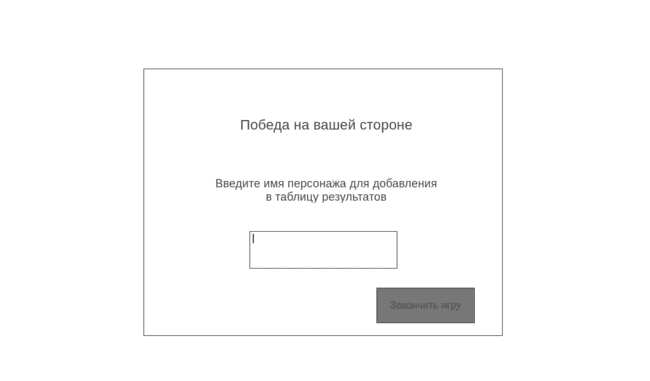 Победа на вашей стороне
Введите имя персонажа для добавления
в таблицу результатов
Закончить игру